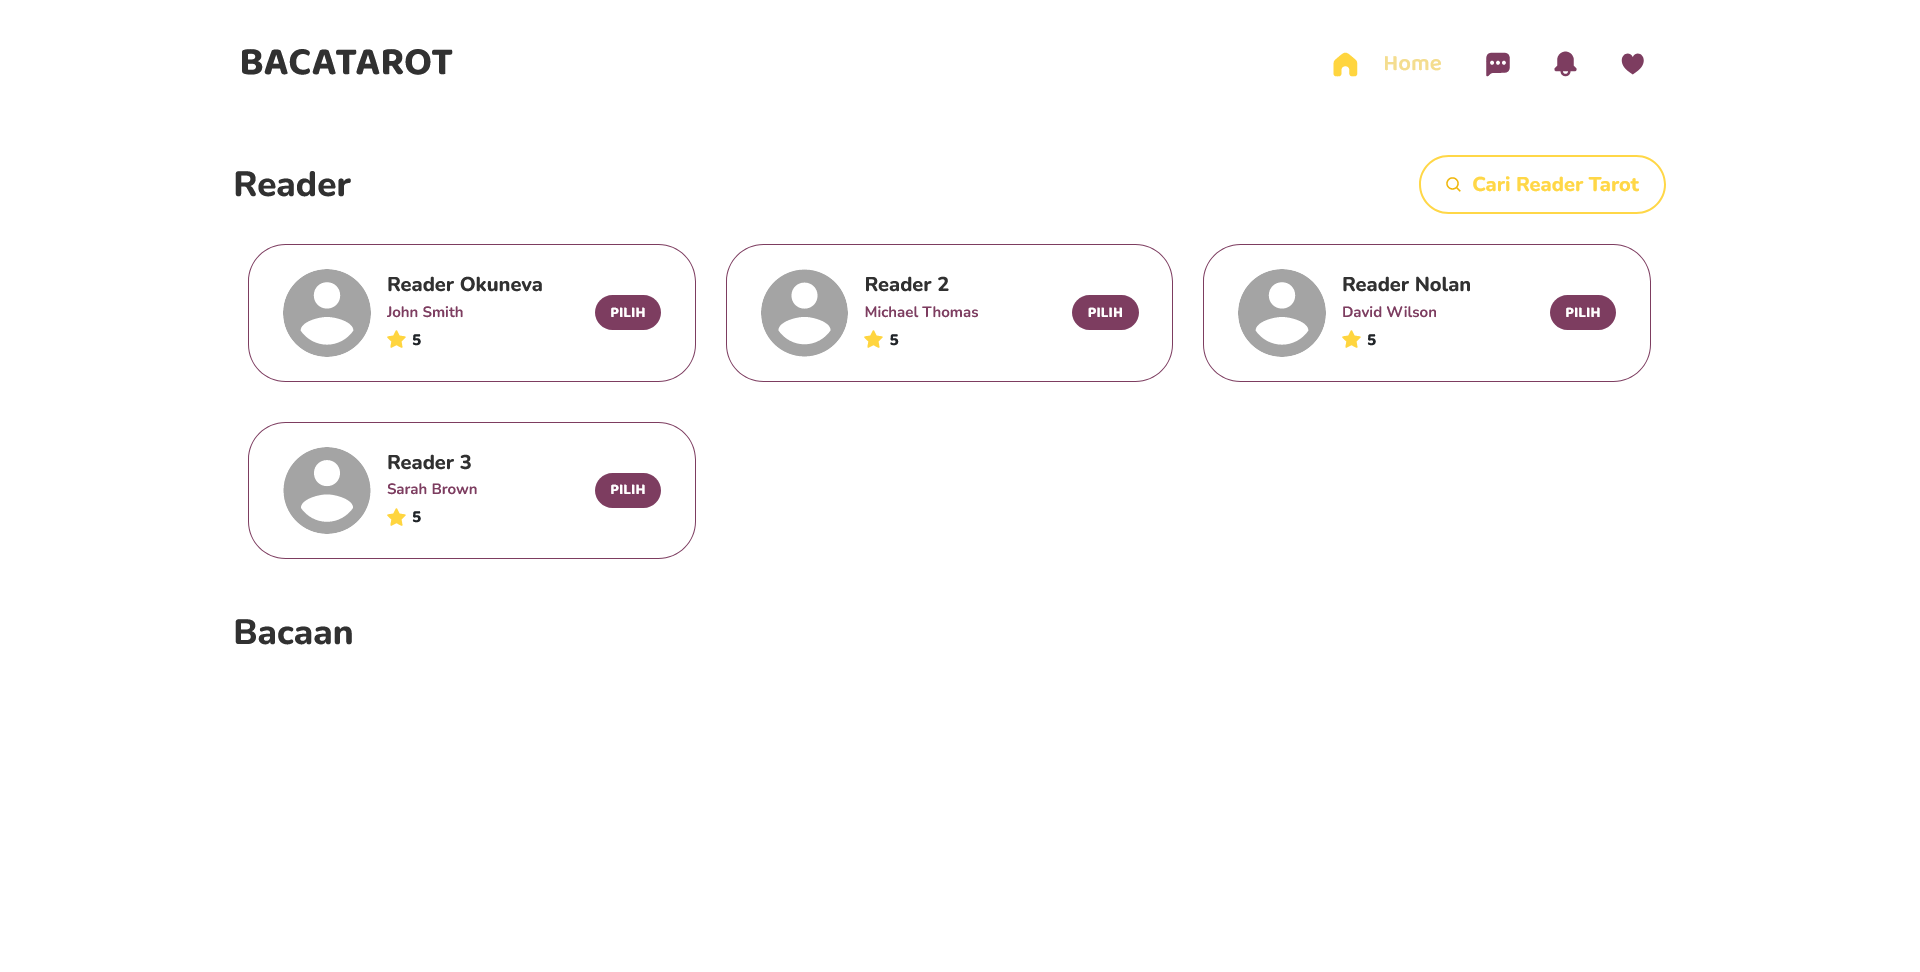 BACATAROT
Home
Reader
Cari Reader Tarot
Reader Okuneva
John Smith
5
PILIH
Reader 2
Michael Thomas
5
PILIH
Reader Nolan
David Wilson
5
PILIH
Reader 3
Sarah Brown
5
PILIH
Bacaan